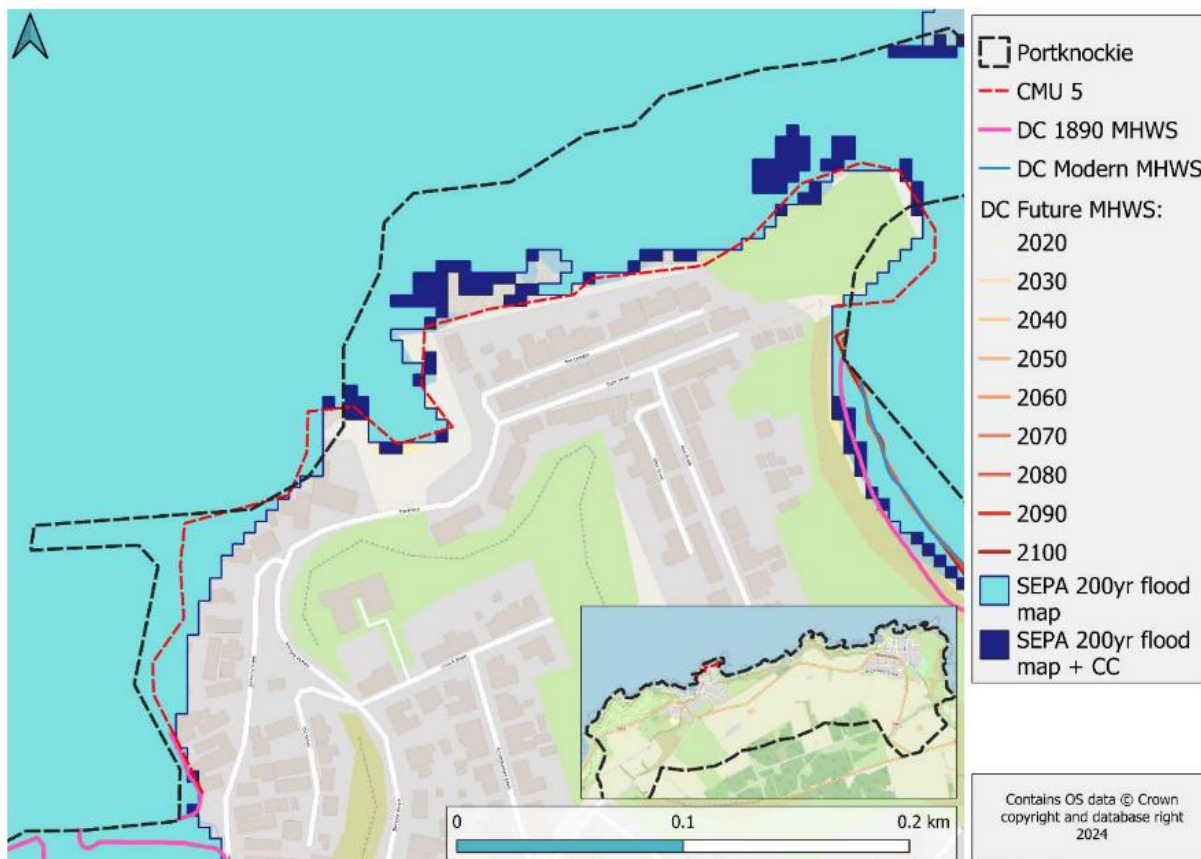 Portknockie
CMU 5
DC 1890 MHWS
DC Modern MHWS
DC Future MHWS:
2020
2030
2040
2050
2060
2070
2080
2090
2100
SEPA 200yr flood
map
SEPA 200yr flood
map + CC
0
0.1
0.2 km
Contains OS data © Crown
copyright and database right
2024